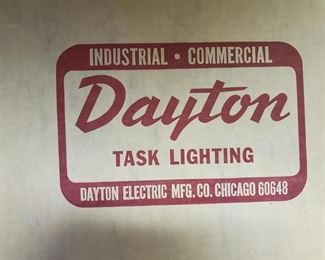 INDUSTRIAL • COMMERCIAL
Dayton
TASK LIGHTING
DAYTON ELECTRIC MFG. CO. CHICAGO 60648